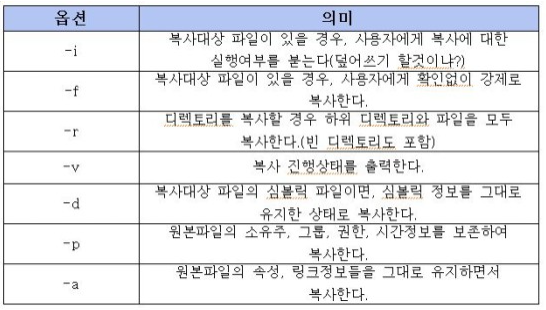 옵션 의미
-i 복사대상 파일이 있을 경우, 사용자에게 복사에 대한
실행여부를 묻는다(덮어쓰기 할것이냐?)
-f 복사대상 파일이 있을 경우, 사용자에게 확인없이 강제로
복사한다.
-r 디렉토리를 복사할 경우 하위 디렉토리와 파일을 모두
복사한다.(빈 디렉토리도 포함)
-v 복사 진행상태를 출력한다.
-d 복사대상 파일의 심볼릭 파일이면, 심볼릭 정보를 그대로
유지한 상태로 복사한다.
-p 원본파일의 소유주, 그룹, 권한, 시간정보를 보존하여
복사한다.
-a 원본파일의 속성, 링크정보들을 그대로 유지하면서
복사한다.